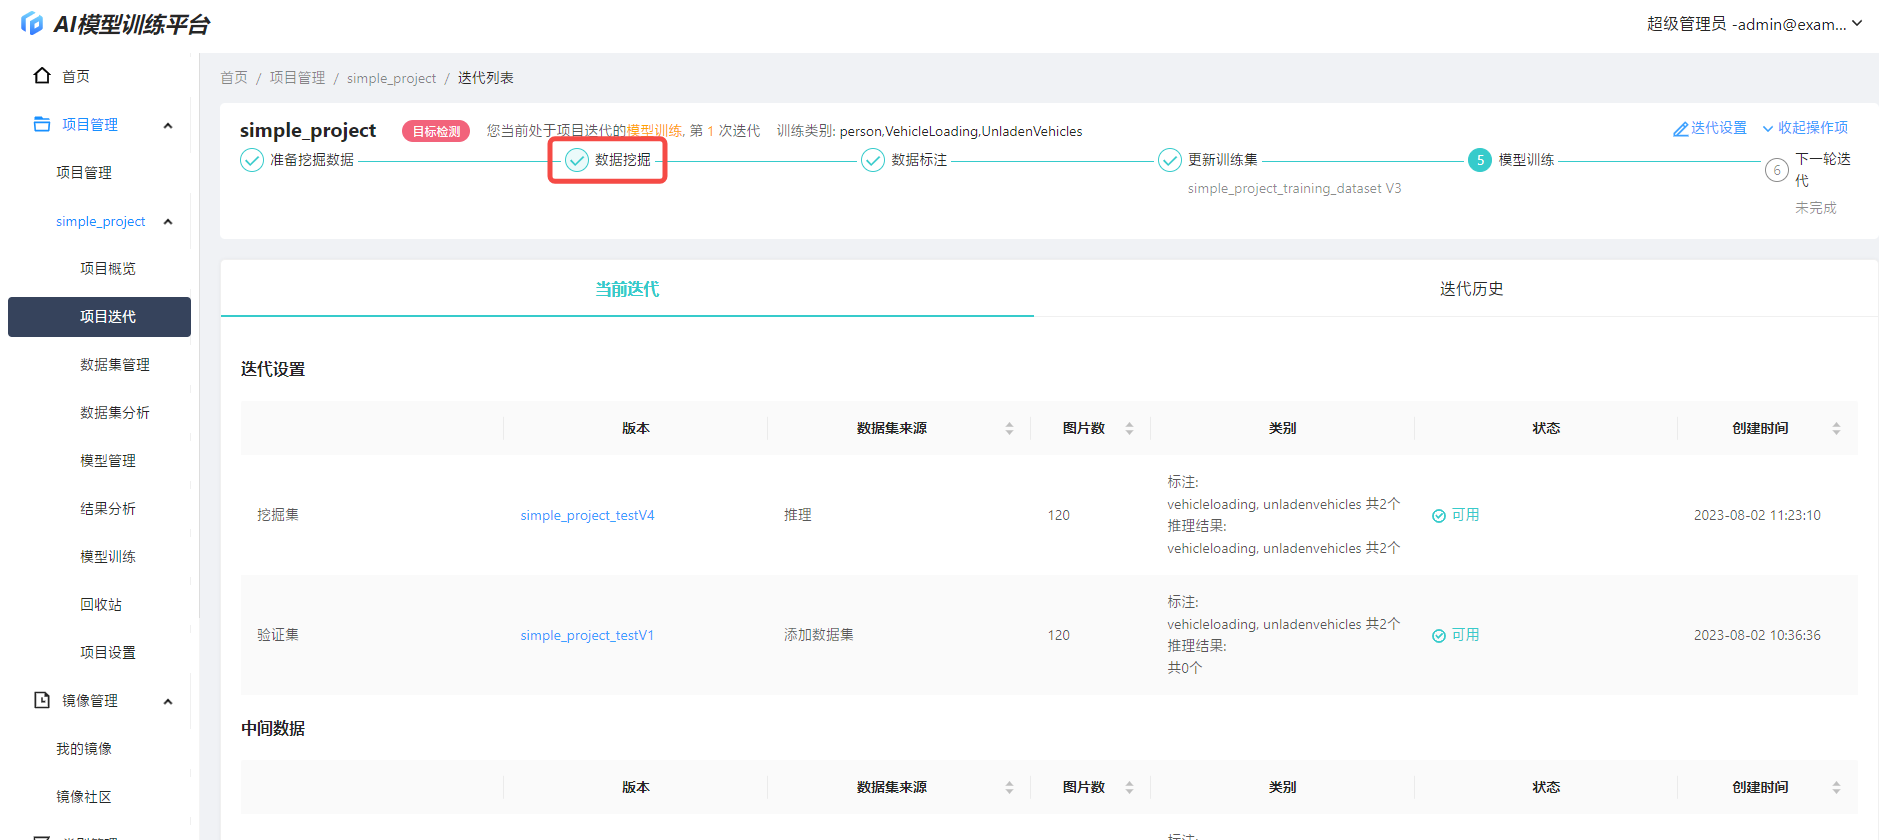 AI模型训练平台
超级管理员 -admin@exam...
首页
项目管理
项目管理
simple_project
项目概览
项目迭代
数据集管理
数据集分析
模型管理
结果分析
模型训练
回收站
项目设置
镜像管理
我的镜像
镜像社区
首页 / 项目管理 / simple_project / 迭代列表
simple_project 目标检测 您当前处于项目迭代的模型训练, 第 1 次迭代 训练类别: person,VehicleLoading,UnladenVehicles
迭代设置 收起操作项
准备挖掘数据 数据挖掘 数据标注 更新训练集 5 模型训练 6 下一轮迭
代
simple_project_training_dataset V3
未完成
当前迭代 迭代历史
迭代设置
版本 数据集来源 图片数 类别 状态 创建时间
标注:
vehicleloading, unladenvehicles 共2个
挖掘集 simple_project_testV4 推理 120 可用 2023-08-02 11:23:10
推理结果:
vehicleloading, unladenvehicles 共2个
标注:
vehicleloading, unladenvehicles 共2个
验证集 simple_project_testV1 添加数据集 120 可用 2023-08-02 10:36:36
推理结果:
共0个
中间数据
版本 数据集来源 图片数 类别 状态 创建时间